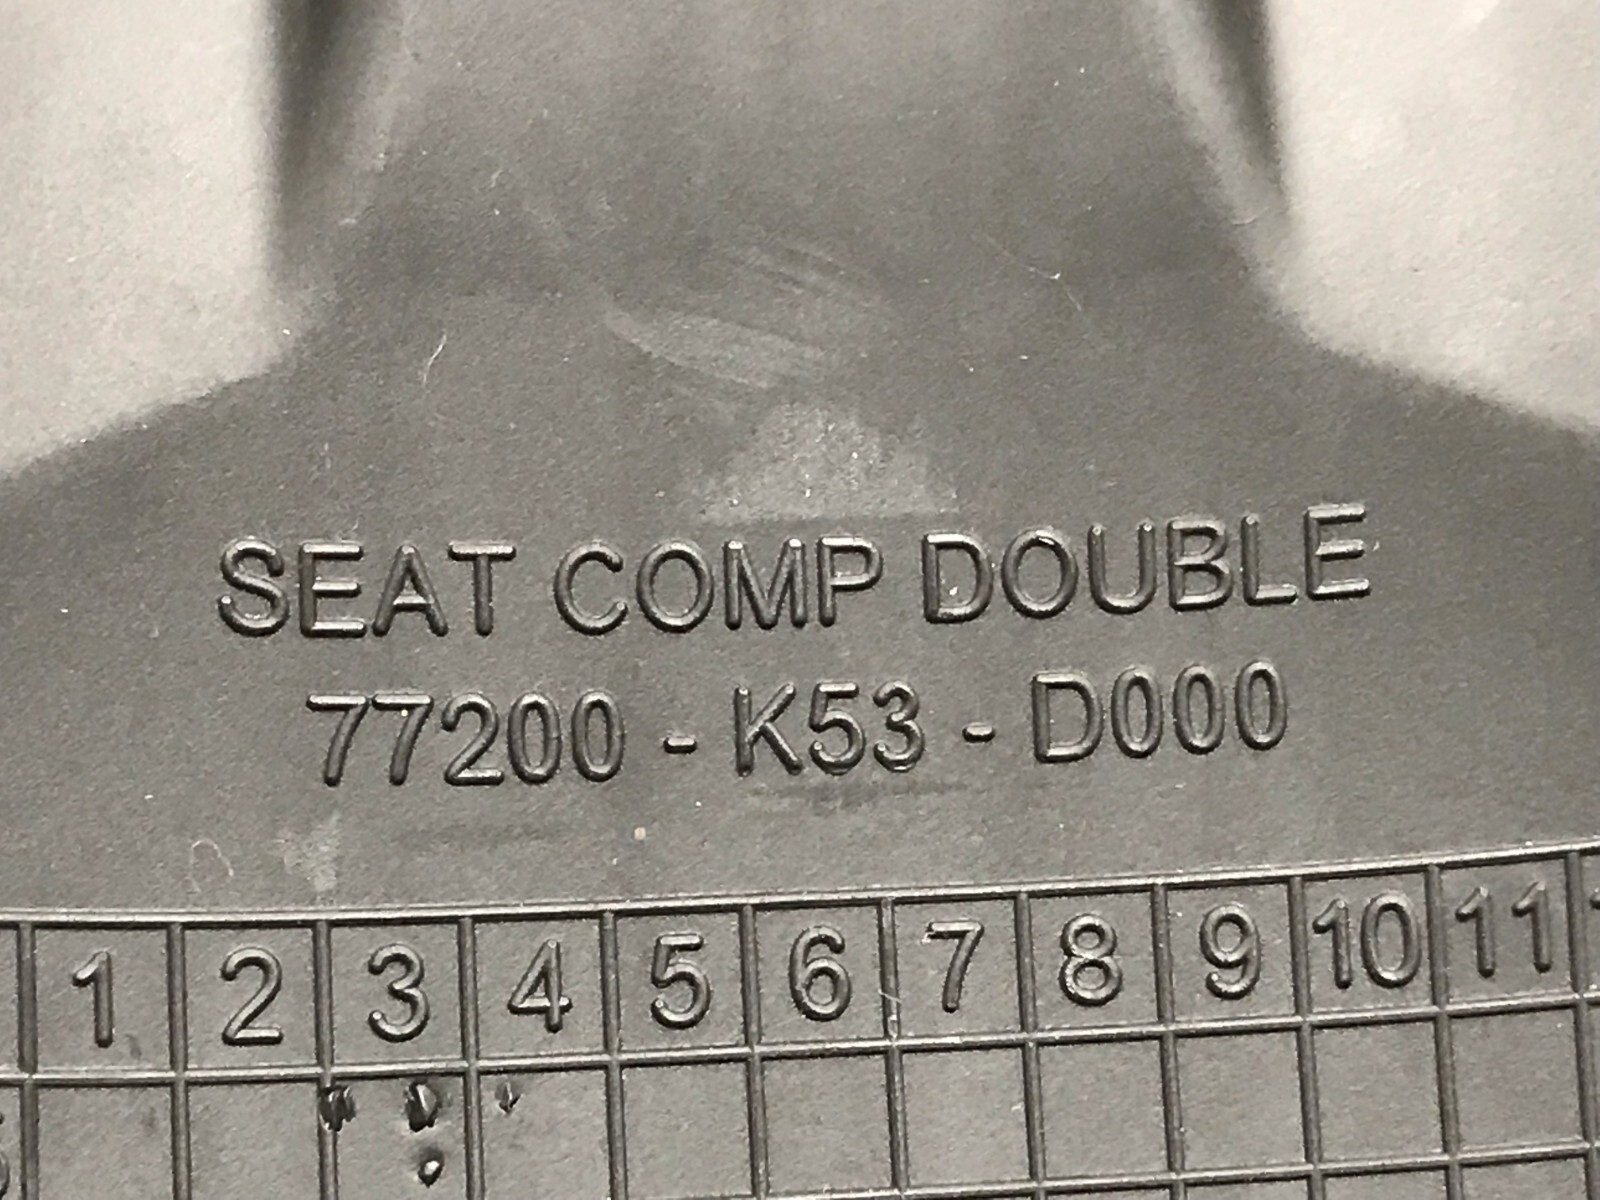 SEAT COMP DOUBLE
77200 - K53 - D000
1 2 3 4 5 6 7 8 9 10 11